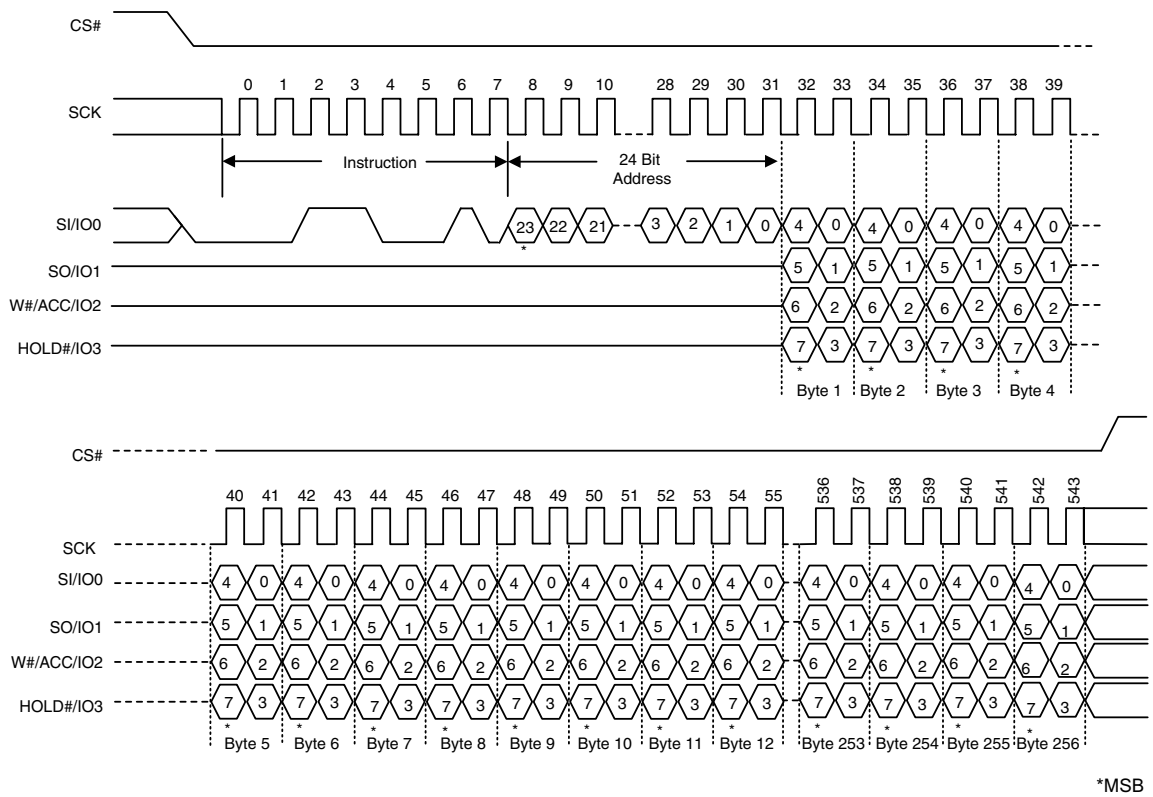 CS#
0 1 2 3 4 5 6 7 8 9 10 28 29 30 31 32 33 34 35 36 37 38 39
SCK
Instruction
24 Bit
Address
SI/IO0 23 22 21 3 2 1 0 4 0 4 0 4 0 4 0
*
SO/IO1 5 1 5 1 5 1 5 1
W#/ACC/IO2 6 2 6 2 6 2 6 2
HOLD#/IO3 7 3 7 3 7 3 7 3
* * * *
Byte 1 Byte 2 Byte 3 Byte 4
CS#
40 41 42 43 44 45 46 47 48 49 50 51 52 53 54 55 536 537 538 539 540 541 542 543
SCK
SI/IO0 4 0 4 0 4 0 4 0 4 0 4 0 4 0 4 0 4 0 4 0 4 0 4 0
SO/IO1 5 1 5 1 5 1 5 1 5 1 5 1 5 1 5 1 5 1 5 1 5 1 5 1
W#/ACC/IO2 6 2 6 2 6 2 6 2 6 2 6 2 6 2 6 2 6 2 6 2 6 2 6 2
HOLD#/IO3 7 3 7 3 7 3 7 3 7 3 7 3 7 3 7 3 7 3 7 3 7 3 7 3
* * * * * * * * * * * *
Byte 5 Byte 6 Byte 7 Byte 8 Byte 9 Byte 10 Byte 11 Byte 12 Byte 253 Byte 254 Byte 255 Byte 256
*MSB